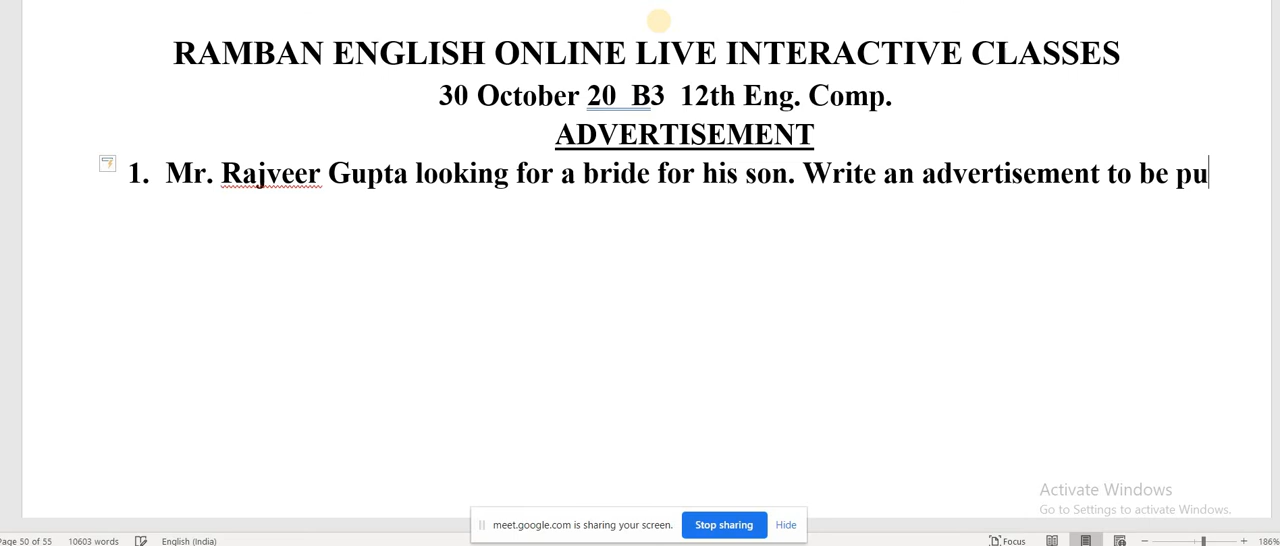 RAMBAN ENGLISH ONLINE LIVE INTERACTIVE CLASSES
30 October 20 B3 12th Eng. Comp.
ADVERTISEMENT
1. Mr. Rajveer Gupta looking for a bride for his son. Write an advertisement to be pu
Activate Windows
Go to Settings to activate Windows.
meet.google.com is sharing your screen. Stop sharing Hide
Page 50 of 55 10603 words English (India) Focus 186%